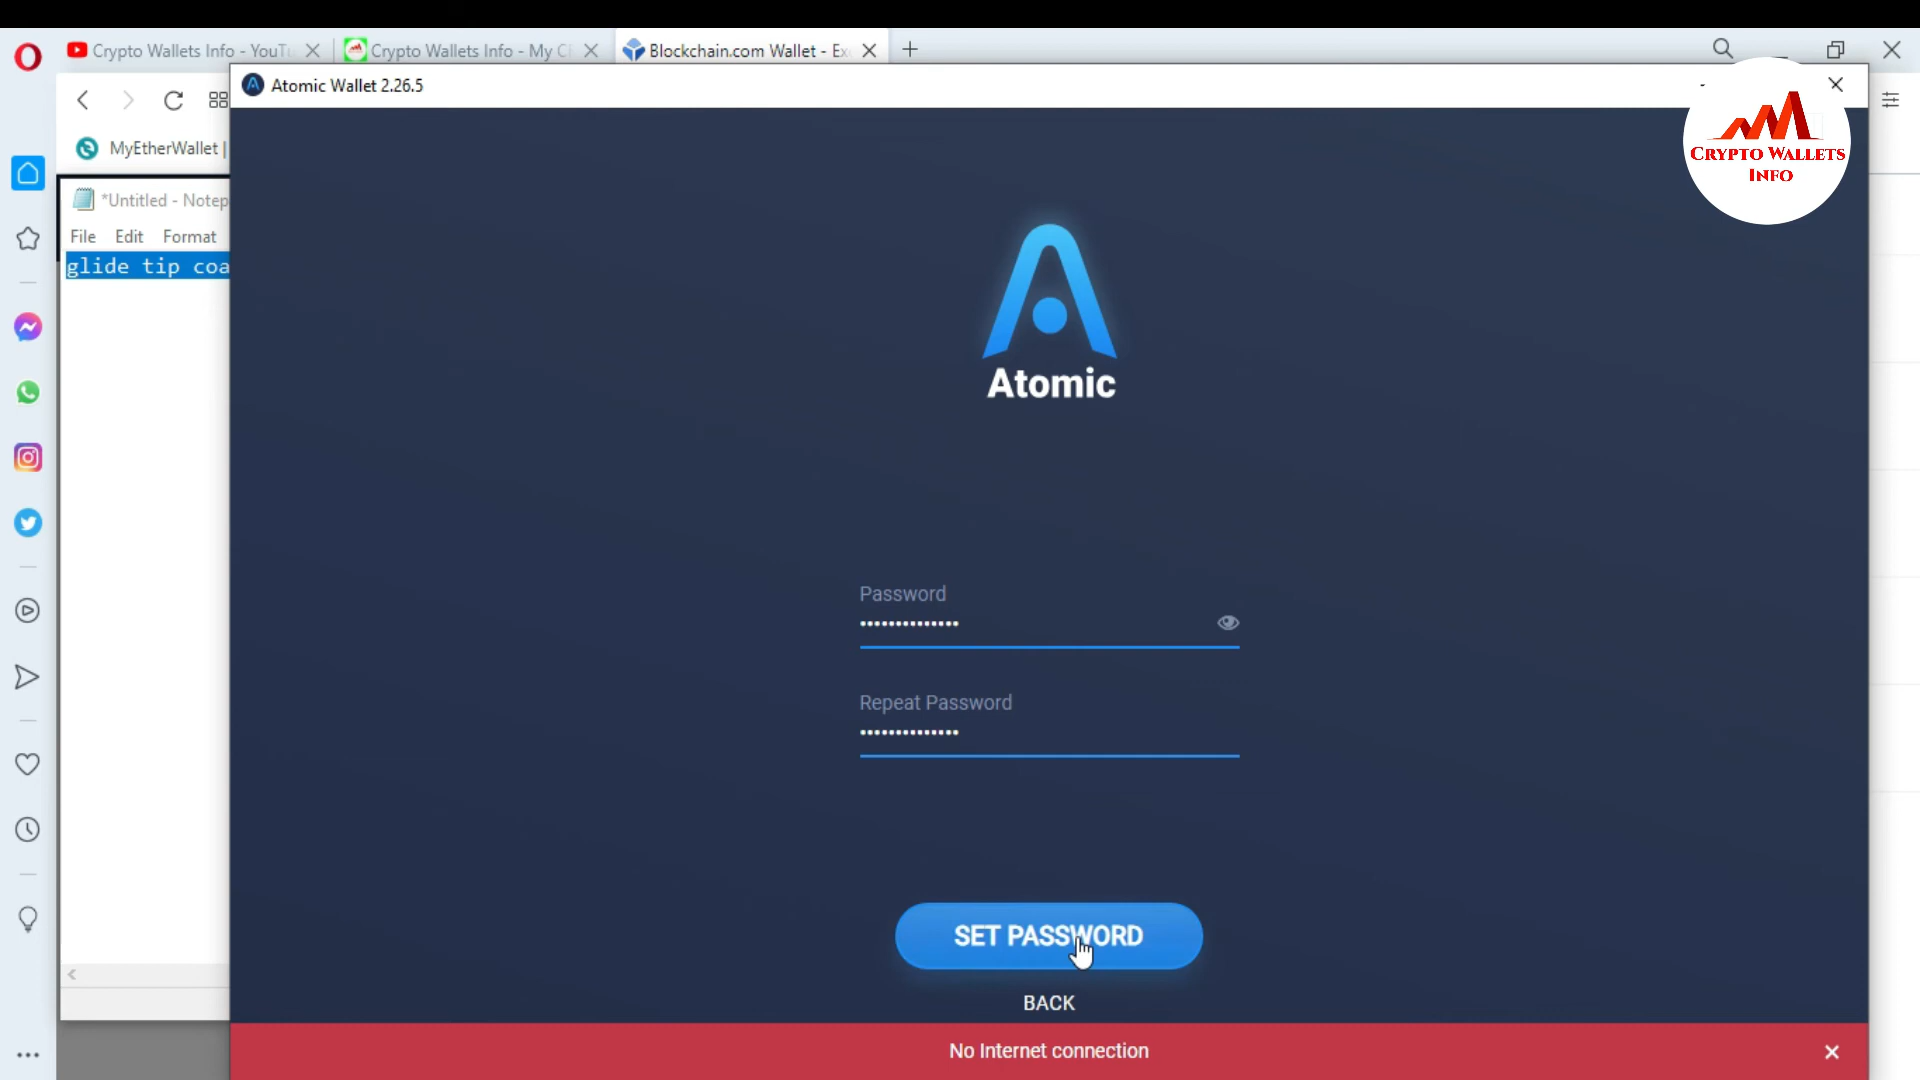 Crypto Wallets Info - YouTu
Crypto Wallets Info - My C
Blockchain.com Wallet - Ex
Atomic Wallet 2.26.5
MyEtherWallet |
CRYPTO WALLETS
INFO
*Untitled - Notep
File Edit Format
glide tip coa
Atomic
Password
••••••••••••••
Repeat Password
••••••••••••••
SET PASSWORD
BACK
No Internet connection